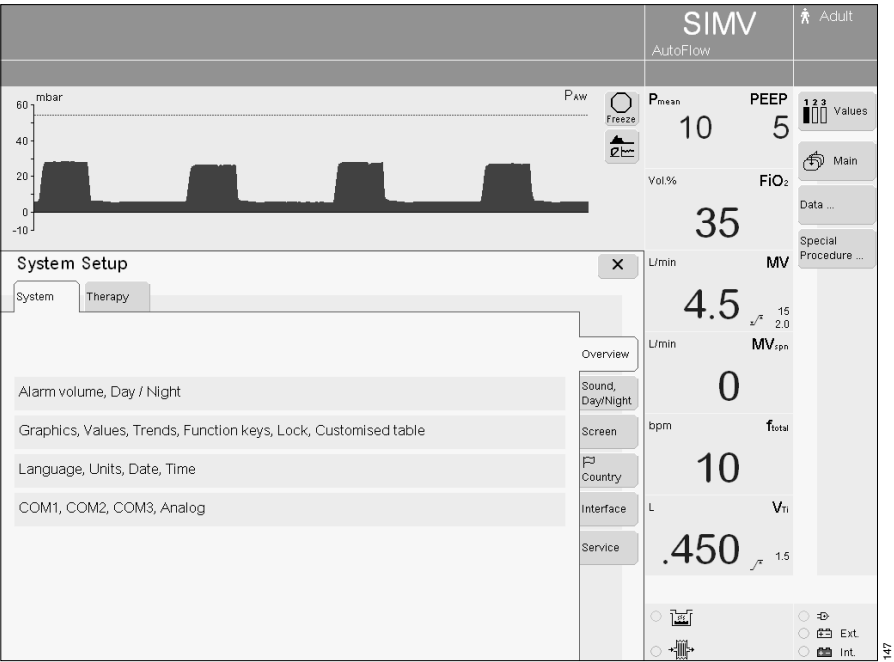 SIMV
AutoFlow
Adult
mbar
PAW
60
40
20
0
-10
Freeze
Pmean PEEP
10 5
Vol.% FiO2
35
L/min MV
4.5 15
2.0
L/min MVspn
0
bpm ftotal
10
L VTi
.450 1.5
1 2 3
Values
Main
Data ...
Special
Procedure ...
System Setup
System Therapy
Overview
Alarm volume, Day / Night
Sound,
Day/Night
Graphics, Values, Trends, Function keys, Lock, Customised table
Screen
Language, Units, Date, Time
Country
COM1, COM2, COM3, Analog
Interface
Service
Ext.
Int.
147